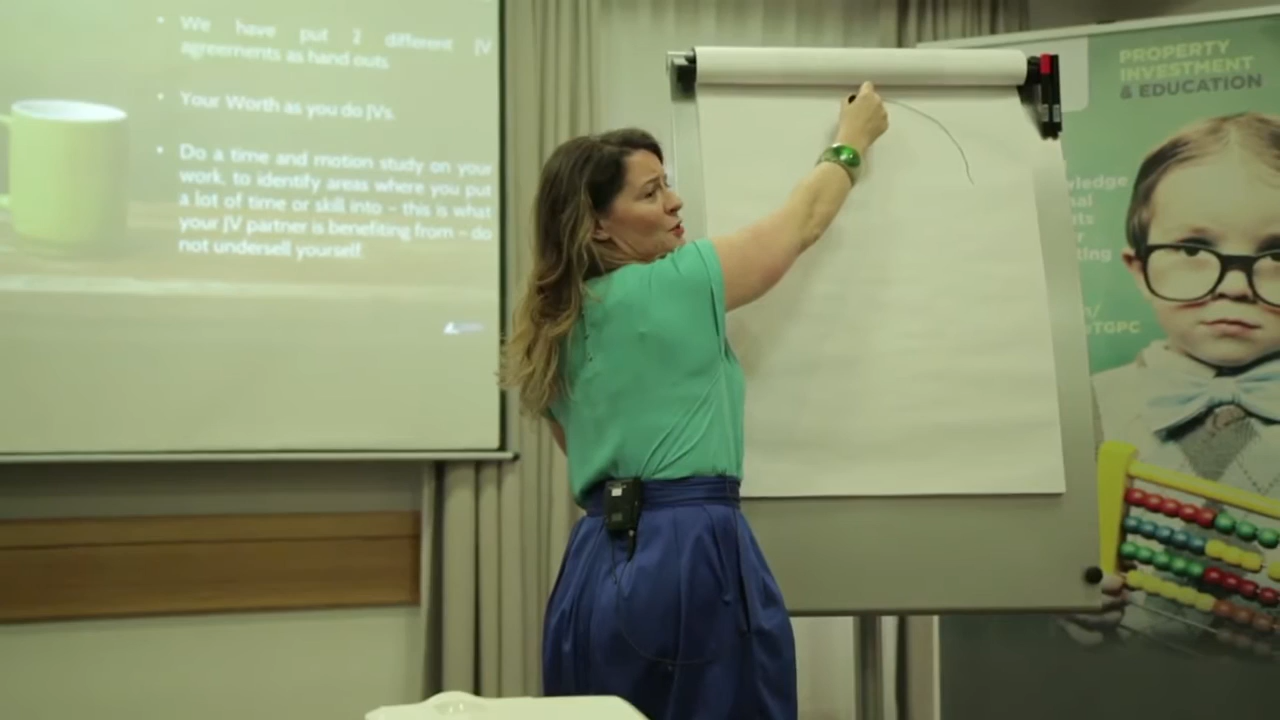 We have put 2 different JV
agreements as hand outs
Your Worth as you do JVs.
Do a time and motion study on your
work, to identify areas where you put
a lot of time or skill into – this is what
your JV partner is benefiting from – do
not undersell yourself.
PROPERTY
INVESTMENT
& EDUCATION
TGPC